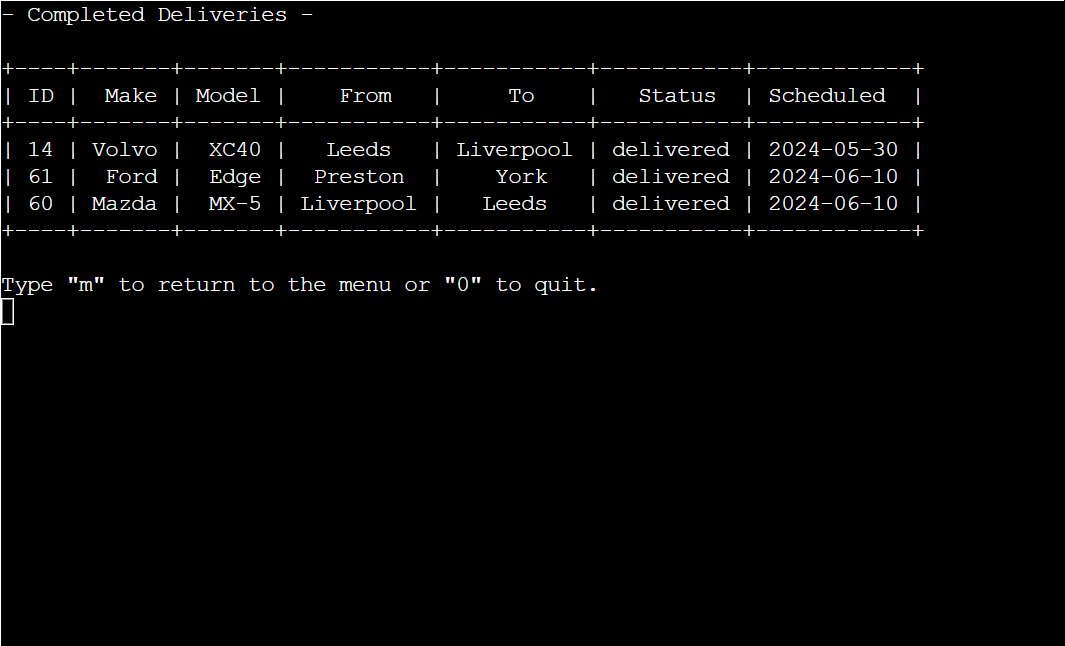 - Completed Deliveries -
+----+-------+-------+-----------+-----------+-----------+------------+
| ID |  Make | Model |    From   |     To    |   Status  | Scheduled  |
+----+-------+-------+-----------+-----------+-----------+------------+
| 14 | Volvo |  XC40 |   Leeds   | Liverpool | delivered | 2024-05-30 |
| 61 |  Ford |  Edge |  Preston  |    York   | delivered | 2024-06-10 |
| 60 | Mazda |  MX-5 | Liverpool |   Leeds   | delivered | 2024-06-10 |
+----+-------+-------+-----------+-----------+-----------+------------+
Type "m" to return to the menu or "0" to quit.